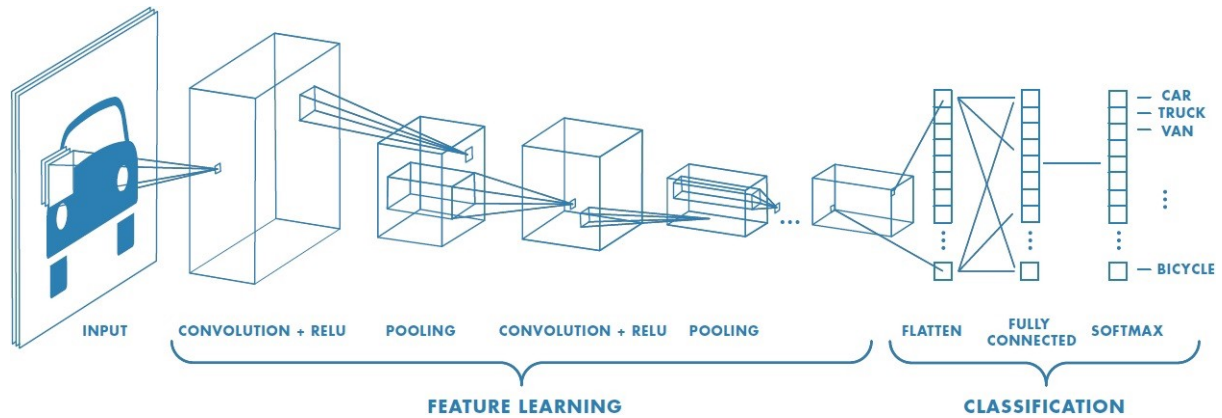 CAR
TRUCK
VAN
BICYCLE
INPUT
CONVOLUTION + RELU
POOLING
CONVOLUTION + RELU
POOLING
FLATTEN
FULLY
CONNECTED
SOFTMAX
FEATURE LEARNING
CLASSIFICATION